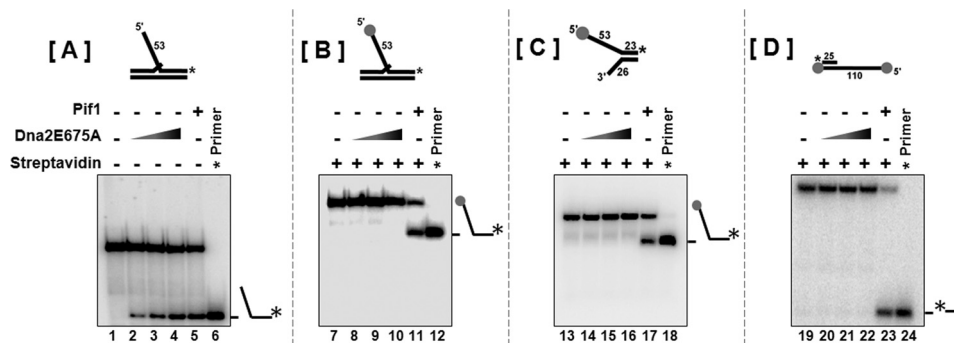 [A]
5'
53
*
[B]
5'
53
*
[C]
5'
53
23
*
3'
26
[D]
* 25
110
5'
Pif1 - - - - + - - - - + - - - - + - - - - +
Dna2E675A - - - - - - - -
Streptavidin - - - - - + + + + + + + + + + + + + + +
* Primer
* Primer
* Primer
* Primer
*
*
*
*
1 2 3 4 5 6
7 8 9 10 11 12
13 14 15 16 17 18
19 20 21 22 23 24